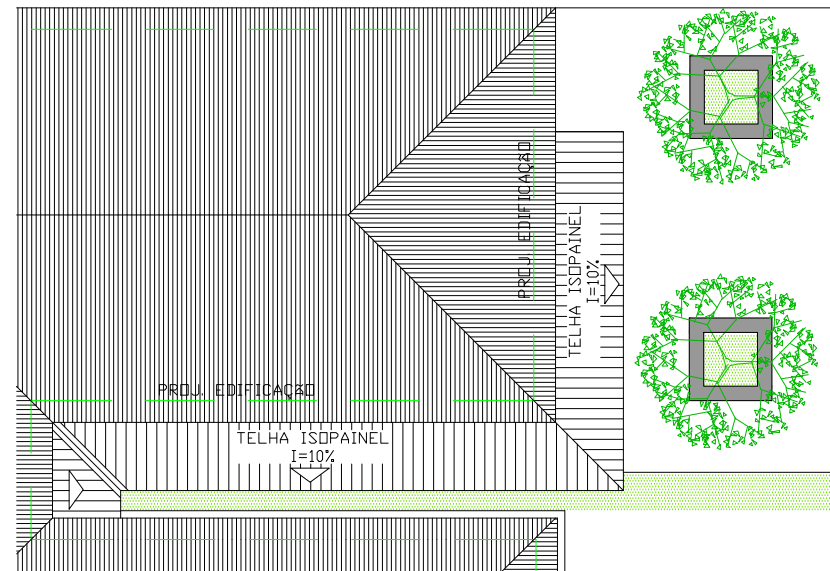 PROJ. EDIFICAÇÃO
TELHA ISOPAINEL
I=10%
PROJ. EDIFICAÇÃO
TELHA ISOPAINEL
I=10%